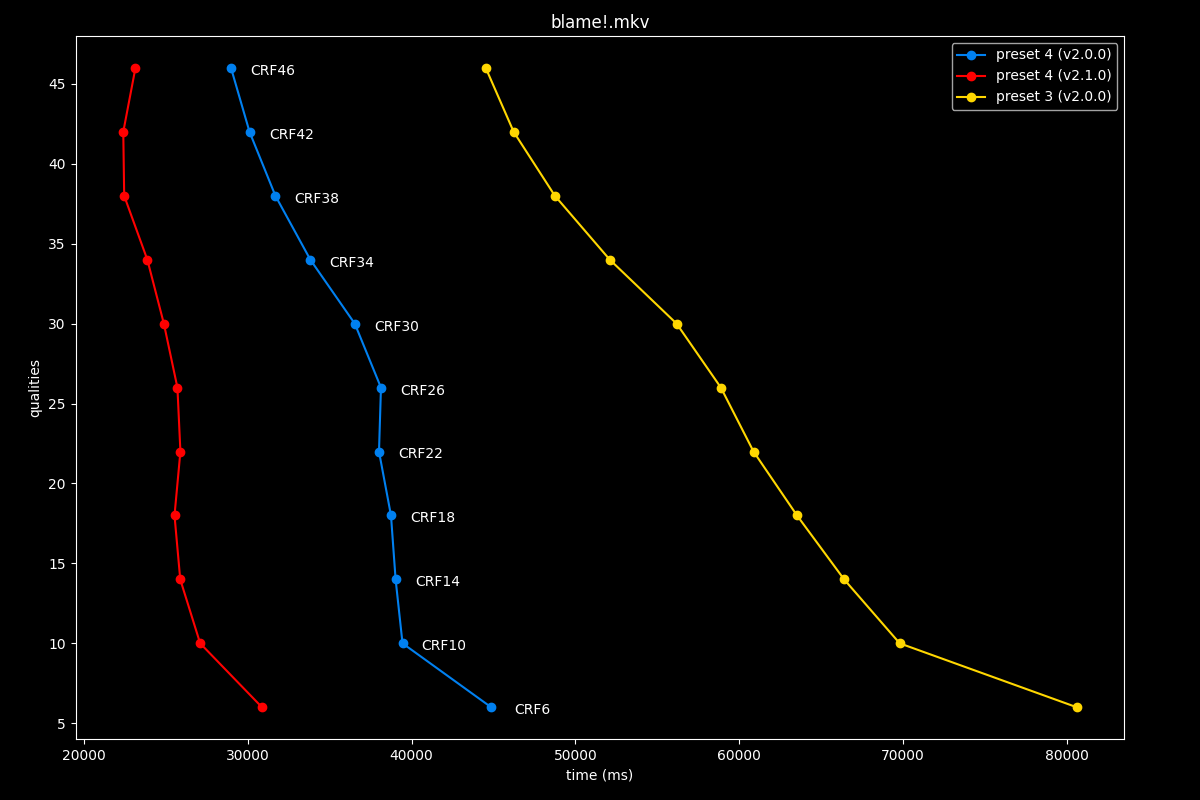 blame!.mkv
preset 4 (v2.0.0)
preset 4 (v2.1.0)
preset 3 (v2.0.0)
CRF46
CRF42
CRF38
CRF34
CRF30
CRF26
CRF22
CRF18
CRF14
CRF10
CRF6
qualities
45
40
35
30
25
20
15
10
5
20000 30000 40000 50000 60000 70000 80000
time (ms)